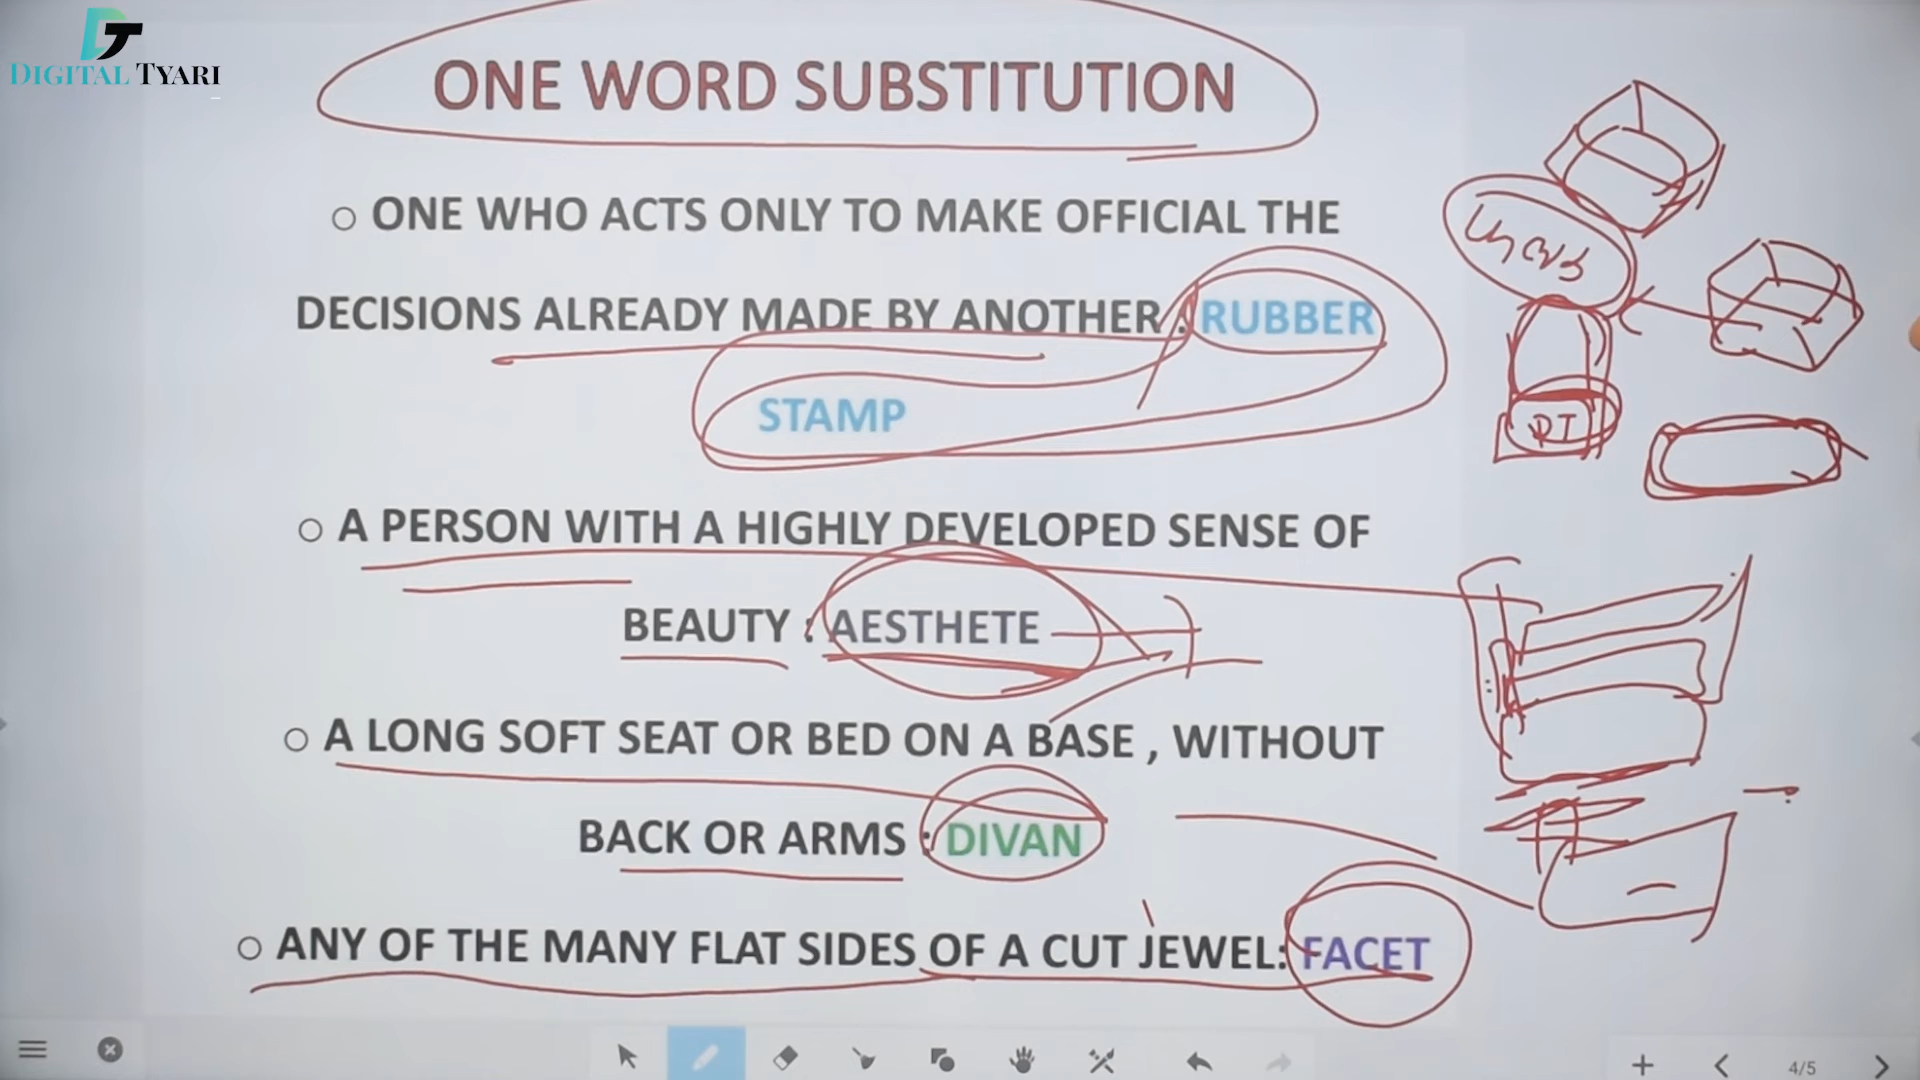 DT
DIGITAL TYARI
ONE WORD SUBSTITUTION
ONE WHO ACTS ONLY TO MAKE OFFICIAL THE
DECISIONS ALREADY MADE BY ANOTHER : RUBBER
STAMP
A PERSON WITH A HIGHLY DEVELOPED SENSE OF
BEAUTY : AESTHETE
A LONG SOFT SEAT OR BED ON A BASE , WITHOUT
BACK OR ARMS : DIVAN
ANY OF THE MANY FLAT SIDES OF A CUT JEWEL: FACET
DT
4/5